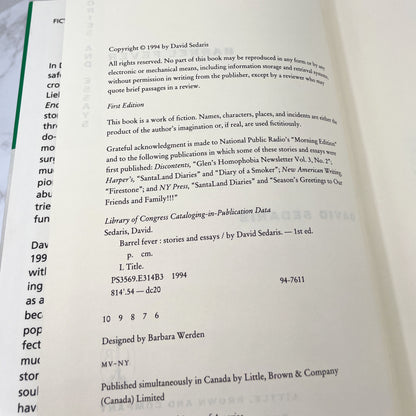 Copyright © 1994 by David Sedaris
All rights reserved. No part of this book may be reproduced in any form or by any
electronic or mechanical means, including information storage and retrieval systems,
without permission in writing from the publisher, except by a reviewer who may
quote brief passages in a review.
First Edition
This book is a work of fiction. Names, characters, places, and incidents are either the
product of the author's imagination or, if real, are used fictitiously.
Grateful acknowledgment is made to National Public Radio's "Morning Edition"
and to the following publications in which some of these stories and essays were
first published: Discontents, "Glen's Homophobia Newsletter Vol. 3, No. 2";
Harper's, "SantaLand Diaries" and "Diary of a Smoker"; New American Writing,
"Firestone"; and NY Press, "SantaLand Diaries" and "Season's Greetings to Our
Friends and Family!!!"
Library of Congress Cataloging-in-Publication Data
Sedaris, David.
Barrel fever : stories and essays / by David Sedaris. — 1st ed.
p. cm.
I. Title.
PS3569.E314B3 1994
814'.54 — dc20 94-7611
10 9 8 7 6
Designed by Barbara Werden
MV-NY
Published simultaneously in Canada by Little, Brown & Company
(Canada) Limited
FICT
In
safe
Lie
En
sto
thr
mo
sur
mu
pio
abu
trie
fun
Dav
199
with
ing
as a
bec
pop
fect
muc
stor
soul
have